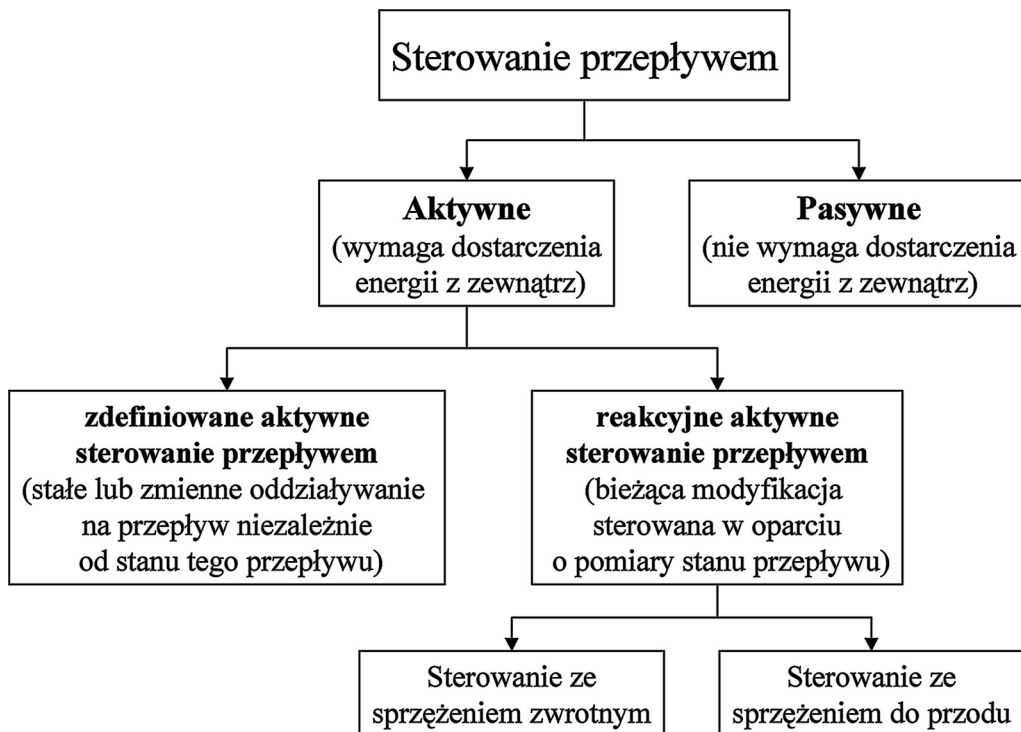 Sterowanie przepływem
Aktywne
(wymaga dostarczenia
energii z zewnątrz)
Pasywne
(nie wymaga dostarczenia
energii z zewnątrz)
zdefiniowane aktywne
sterowanie przepływem
(stałe lub zmienne oddziaływanie
na przepływ niezależnie
od stanu tego przepływu)
reakcyjne aktywne
sterowanie przepływem
(bieżąca modyfikacja
sterowana w oparciu
o pomiary stanu przepływu)
Sterowanie ze
sprzężeniem zwrotnym
Sterowanie ze
sprzężeniem do przodu